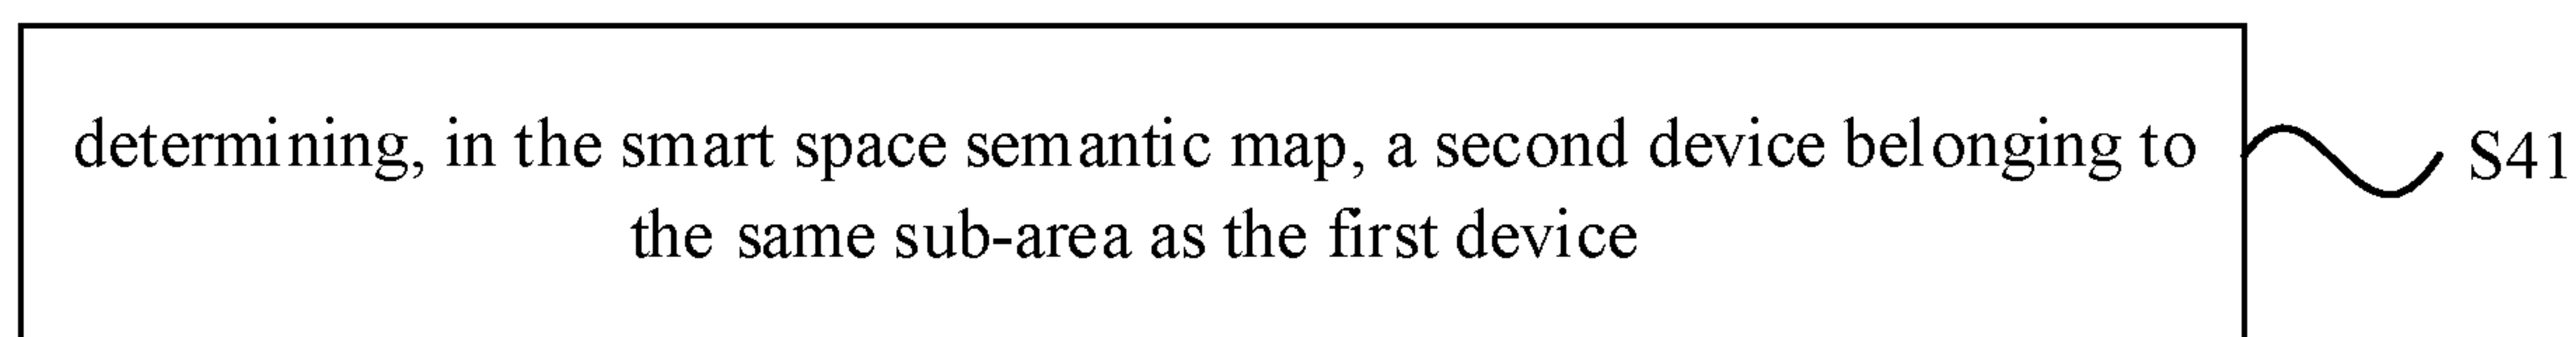 determining, in the smart space semantic map, a second device belonging to
the same sub-area as the first device
S41